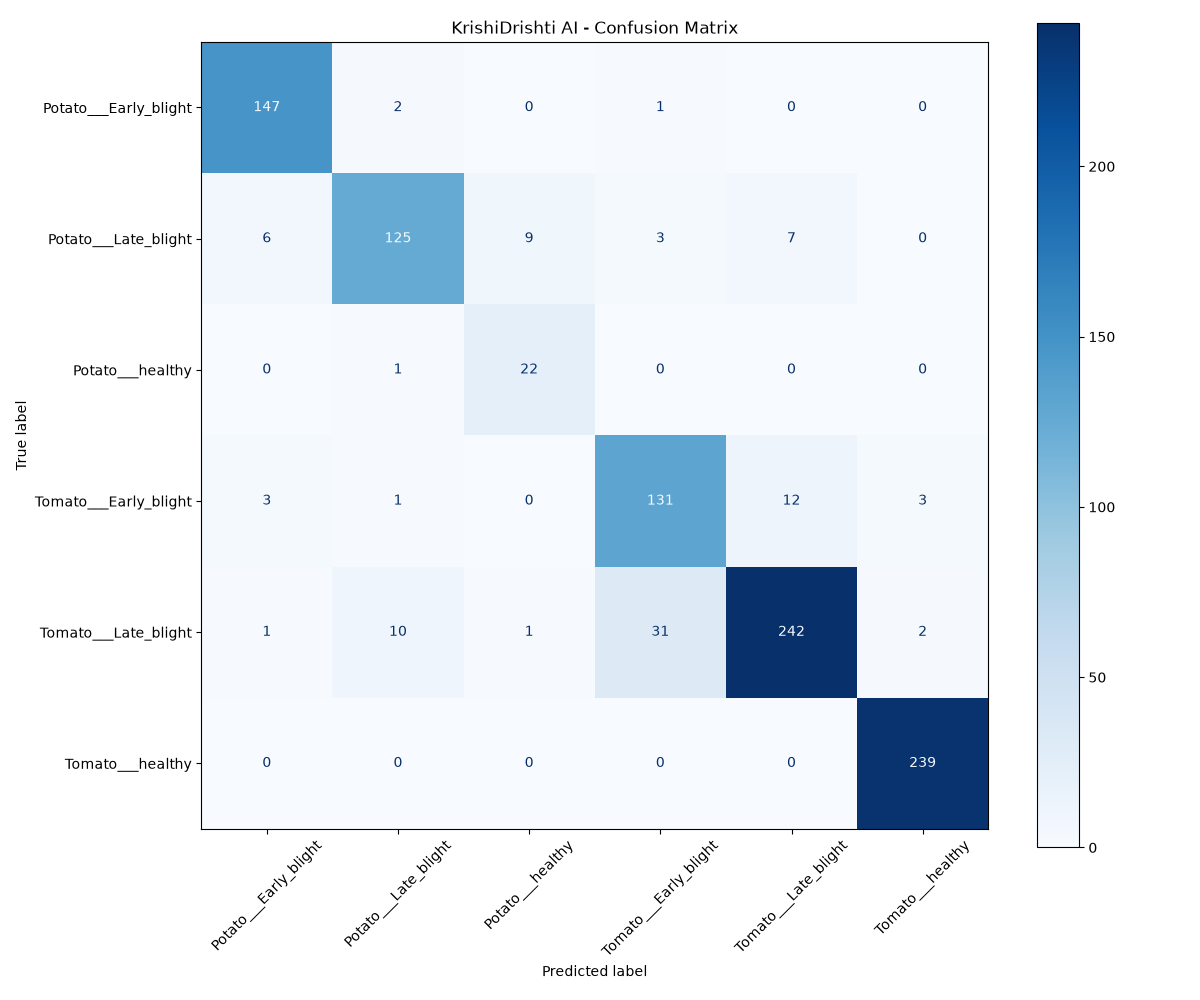 KrishiDrishti AI - Confusion Matrix
Potato___Early_blight 147 2 0 1 0 0
Potato___Late_blight 6 125 9 3 7 0
Potato___healthy 0 1 22 0 0 0
Tomato___Early_blight 3 1 0 131 12 3
Tomato___Late_blight 1 10 1 31 242 2
Tomato___healthy 0 0 0 0 0 239
True label
Potato___Early_blight
Potato___Late_blight
Potato___healthy
Tomato___Early_blight
Tomato___Late_blight
Tomato___healthy
Predicted label
200
150
100
50
0